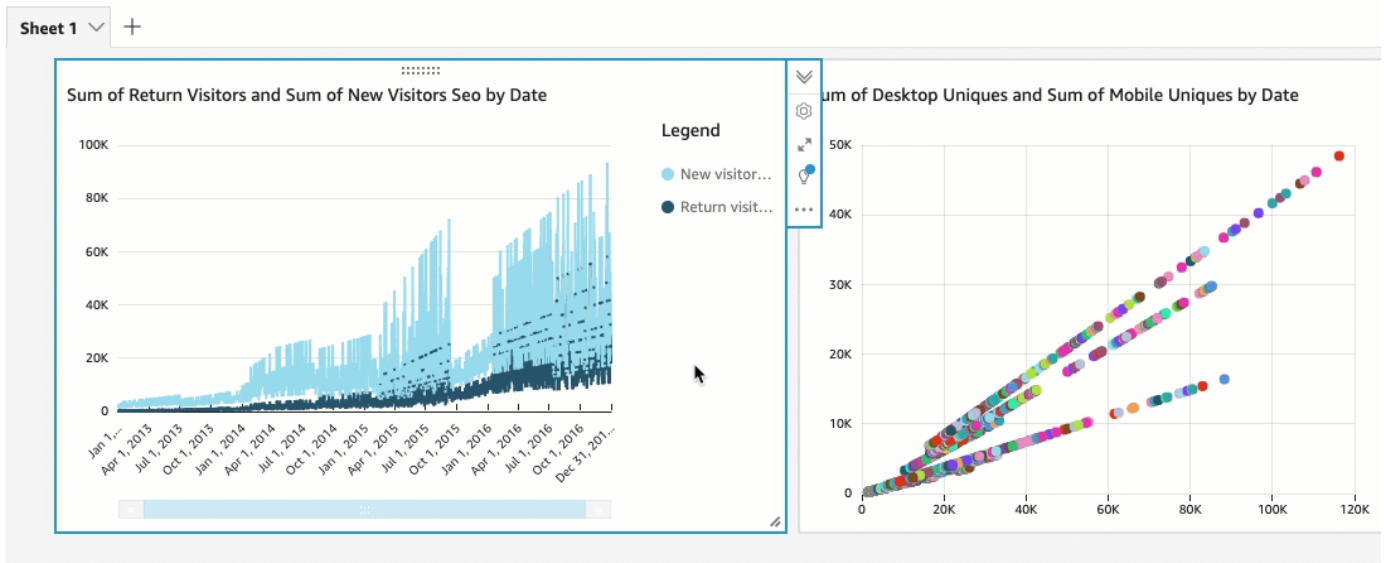 Sheet 1
Sum of Return Visitors and Sum of New Visitors Seo by Date
Legend
New visitor...
Return visit...
100K
80K
60K
40K
20K
0
Jan 1,...
Apr 1, 2013
Jul 1, 2013
Oct 1, 2013
Jan 1, 2014
Apr 1, 2014
Jul 1, 2014
Oct 1, 2014
Jan 1, 2015
Apr 1, 2015
Jul 1, 2015
Oct 1, 2015
Jan 1, 2016
Apr 1, 2016
Jul 1, 2016
Oct 1, 2016
Dec 31, 201...
um of Desktop Uniques and Sum of Mobile Uniques by Date
50K
40K
30K
20K
10K
0
0 20K 40K 60K 80K 100K 120K